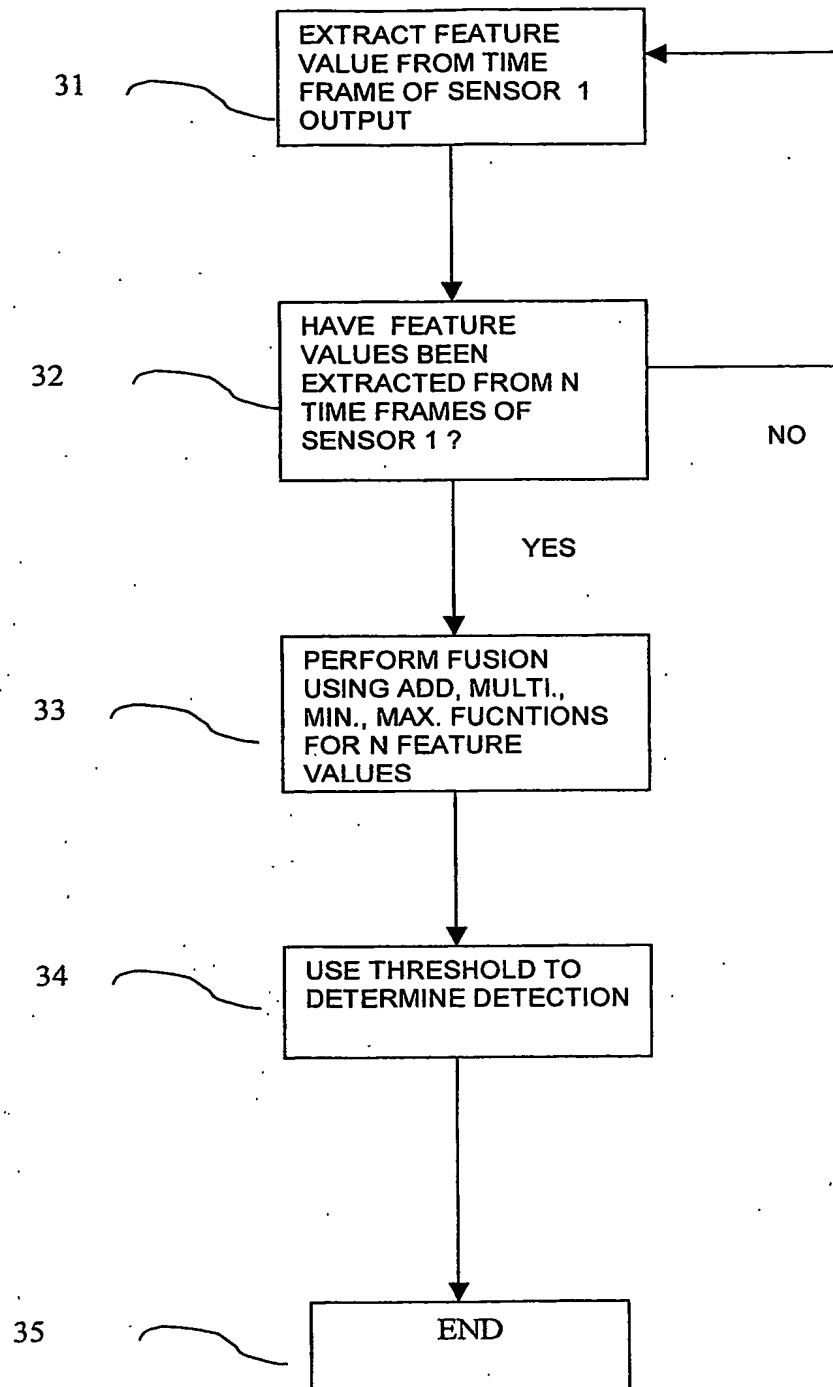 EXTRACT FEATURE
VALUE FROM TIME
FRAME OF SENSOR 1
OUTPUT
31
HAVE FEATURE
VALUES BEEN
EXTRACTED FROM N
TIME FRAMES OF
SENSOR 1 ?
32
NO
YES
PERFORM FUSION
USING ADD, MULTI.,
MIN., MAX. FUCNTIONS
FOR N FEATURE
VALUES
33
USE THRESHOLD TO
DETERMINE DETECTION
34
END
35